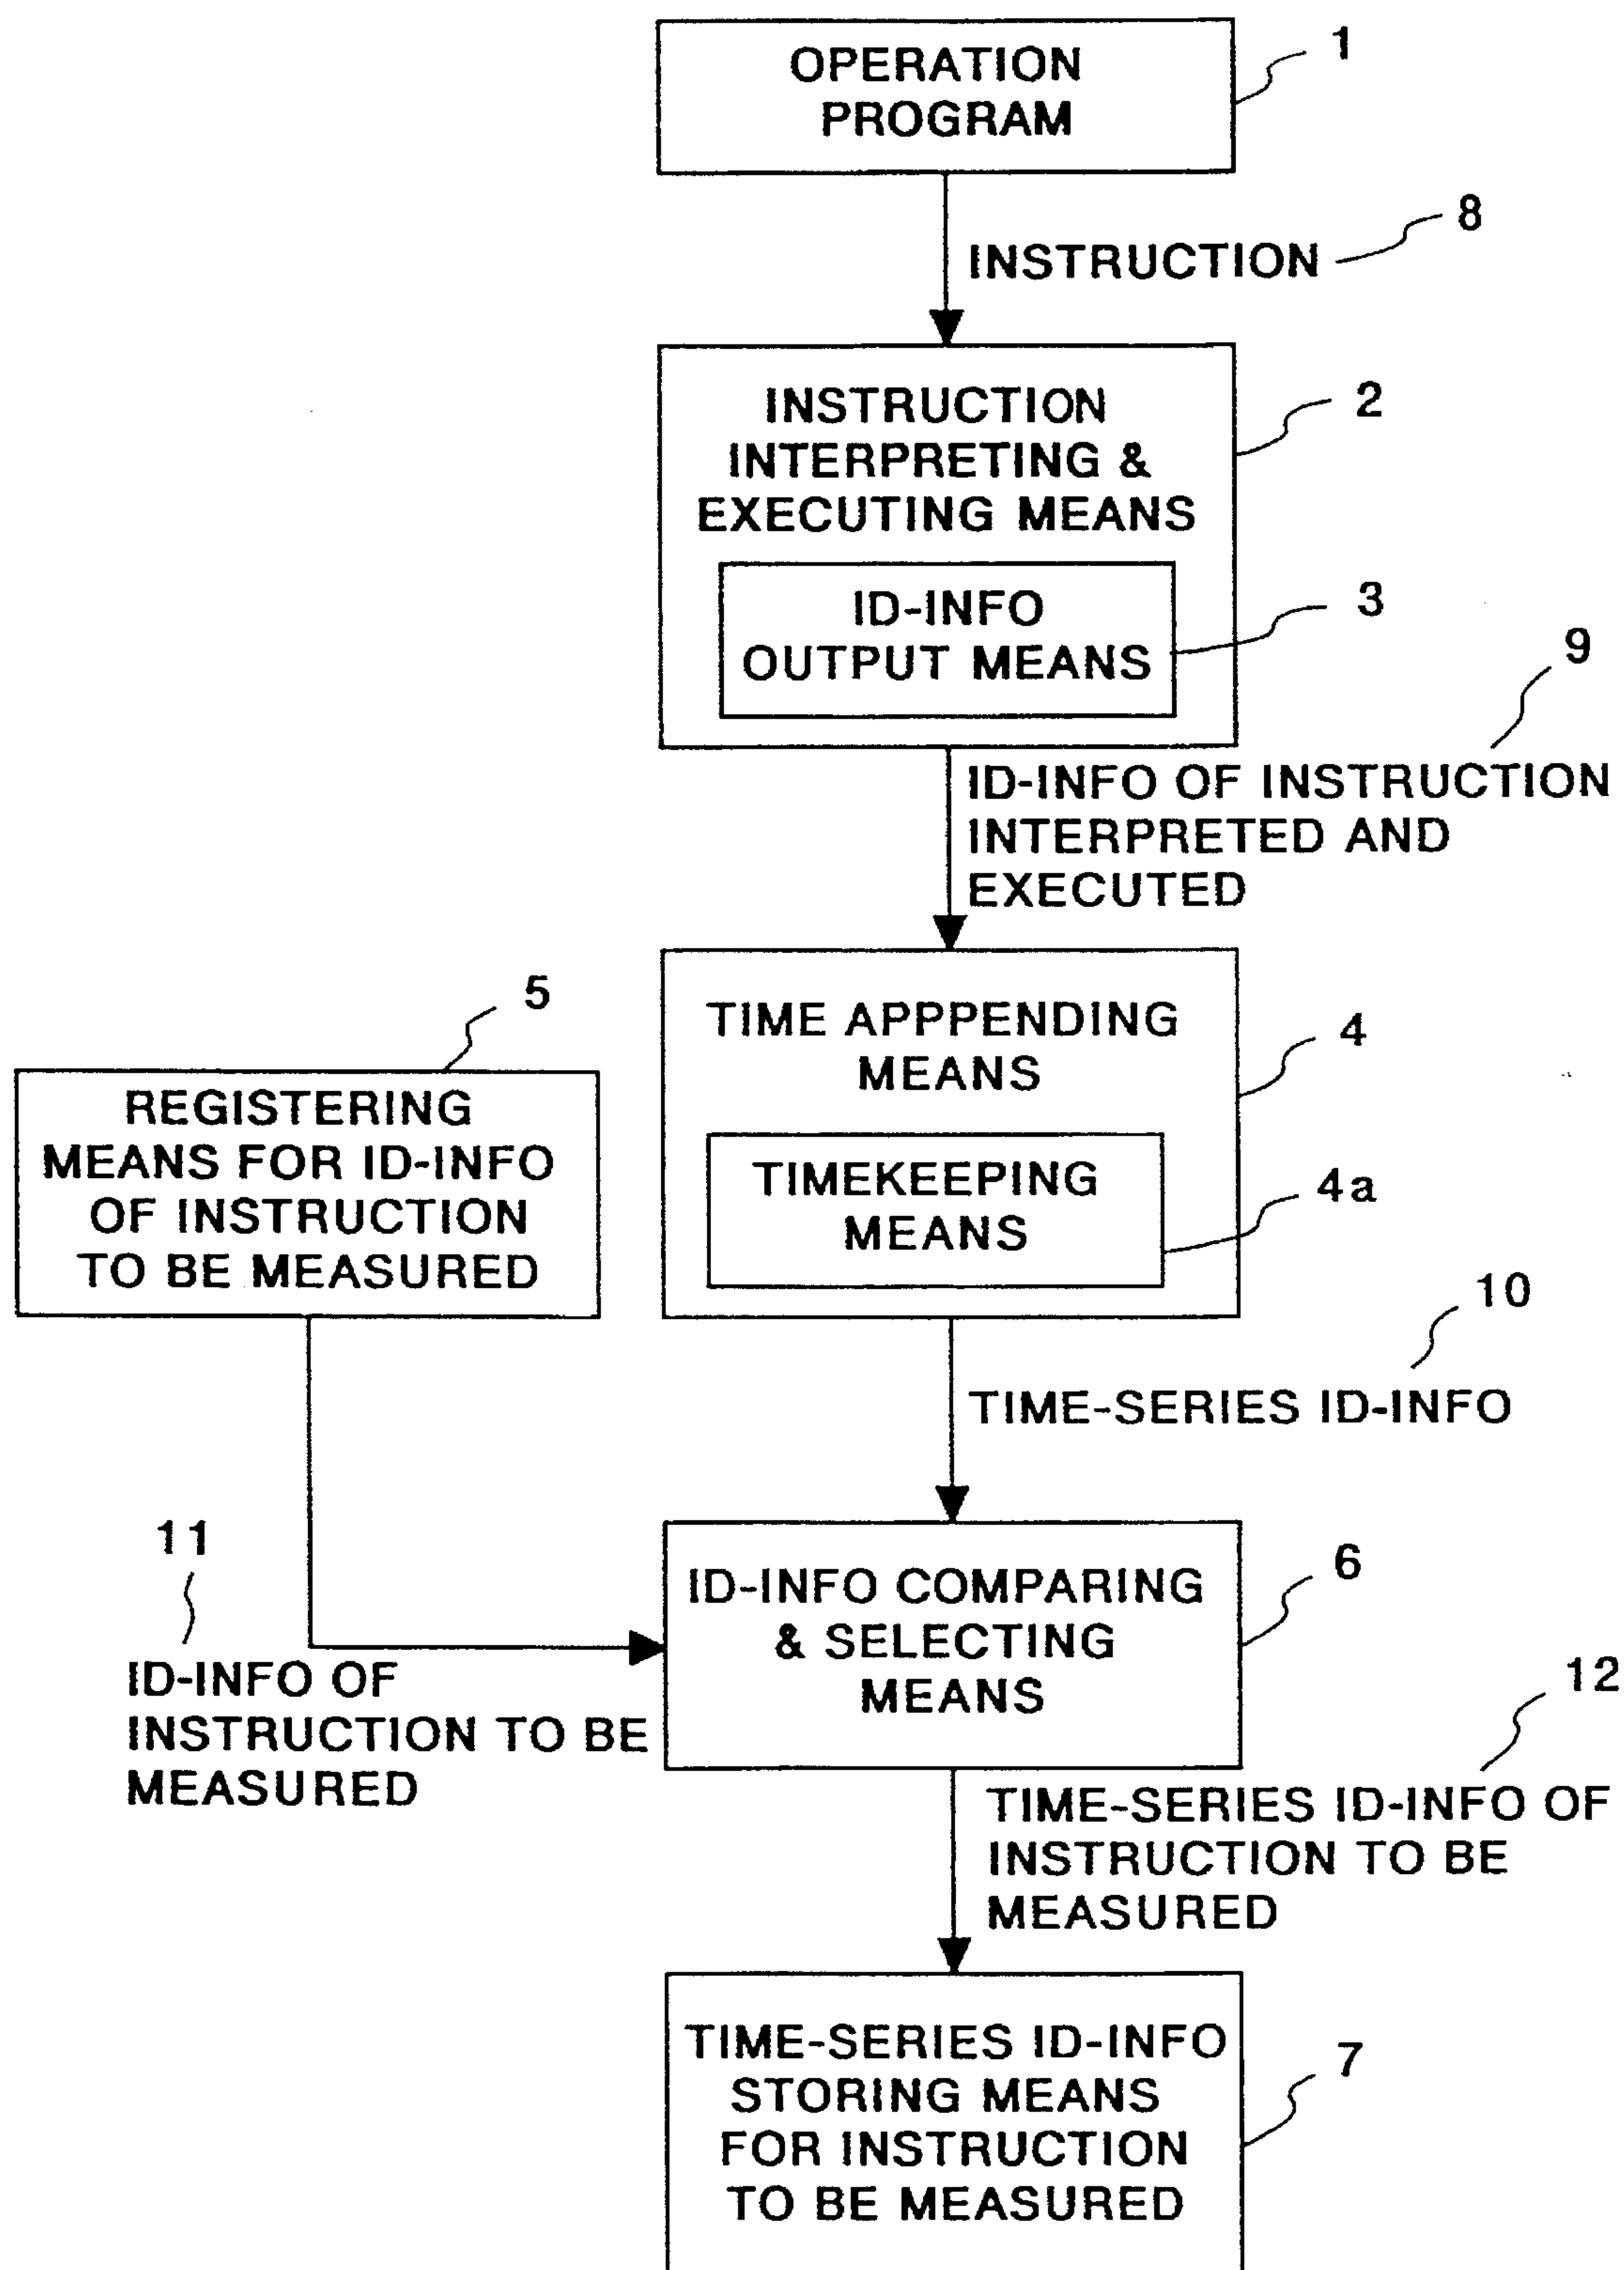 OPERATION
PROGRAM
1
INSTRUCTION
8
INSTRUCTION
INTERPRETING &
EXECUTING MEANS
2
ID-INFO
OUTPUT MEANS
3
9
ID-INFO OF INSTRUCTION
INTERPRETED AND
EXECUTED
TIME APPPENDING
MEANS
4
TIMEKEEPING
MEANS
4a
5
REGISTERING
MEANS FOR ID-INFO
OF INSTRUCTION
TO BE MEASURED
10
TIME-SERIES ID-INFO
11
ID-INFO OF
INSTRUCTION TO BE
MEASURED
ID-INFO COMPARING
& SELECTING
MEANS
6
12
TIME-SERIES ID-INFO OF
INSTRUCTION TO BE
MEASURED
TIME-SERIES ID-INFO
STORING MEANS
FOR INSTRUCTION
TO BE MEASURED
7